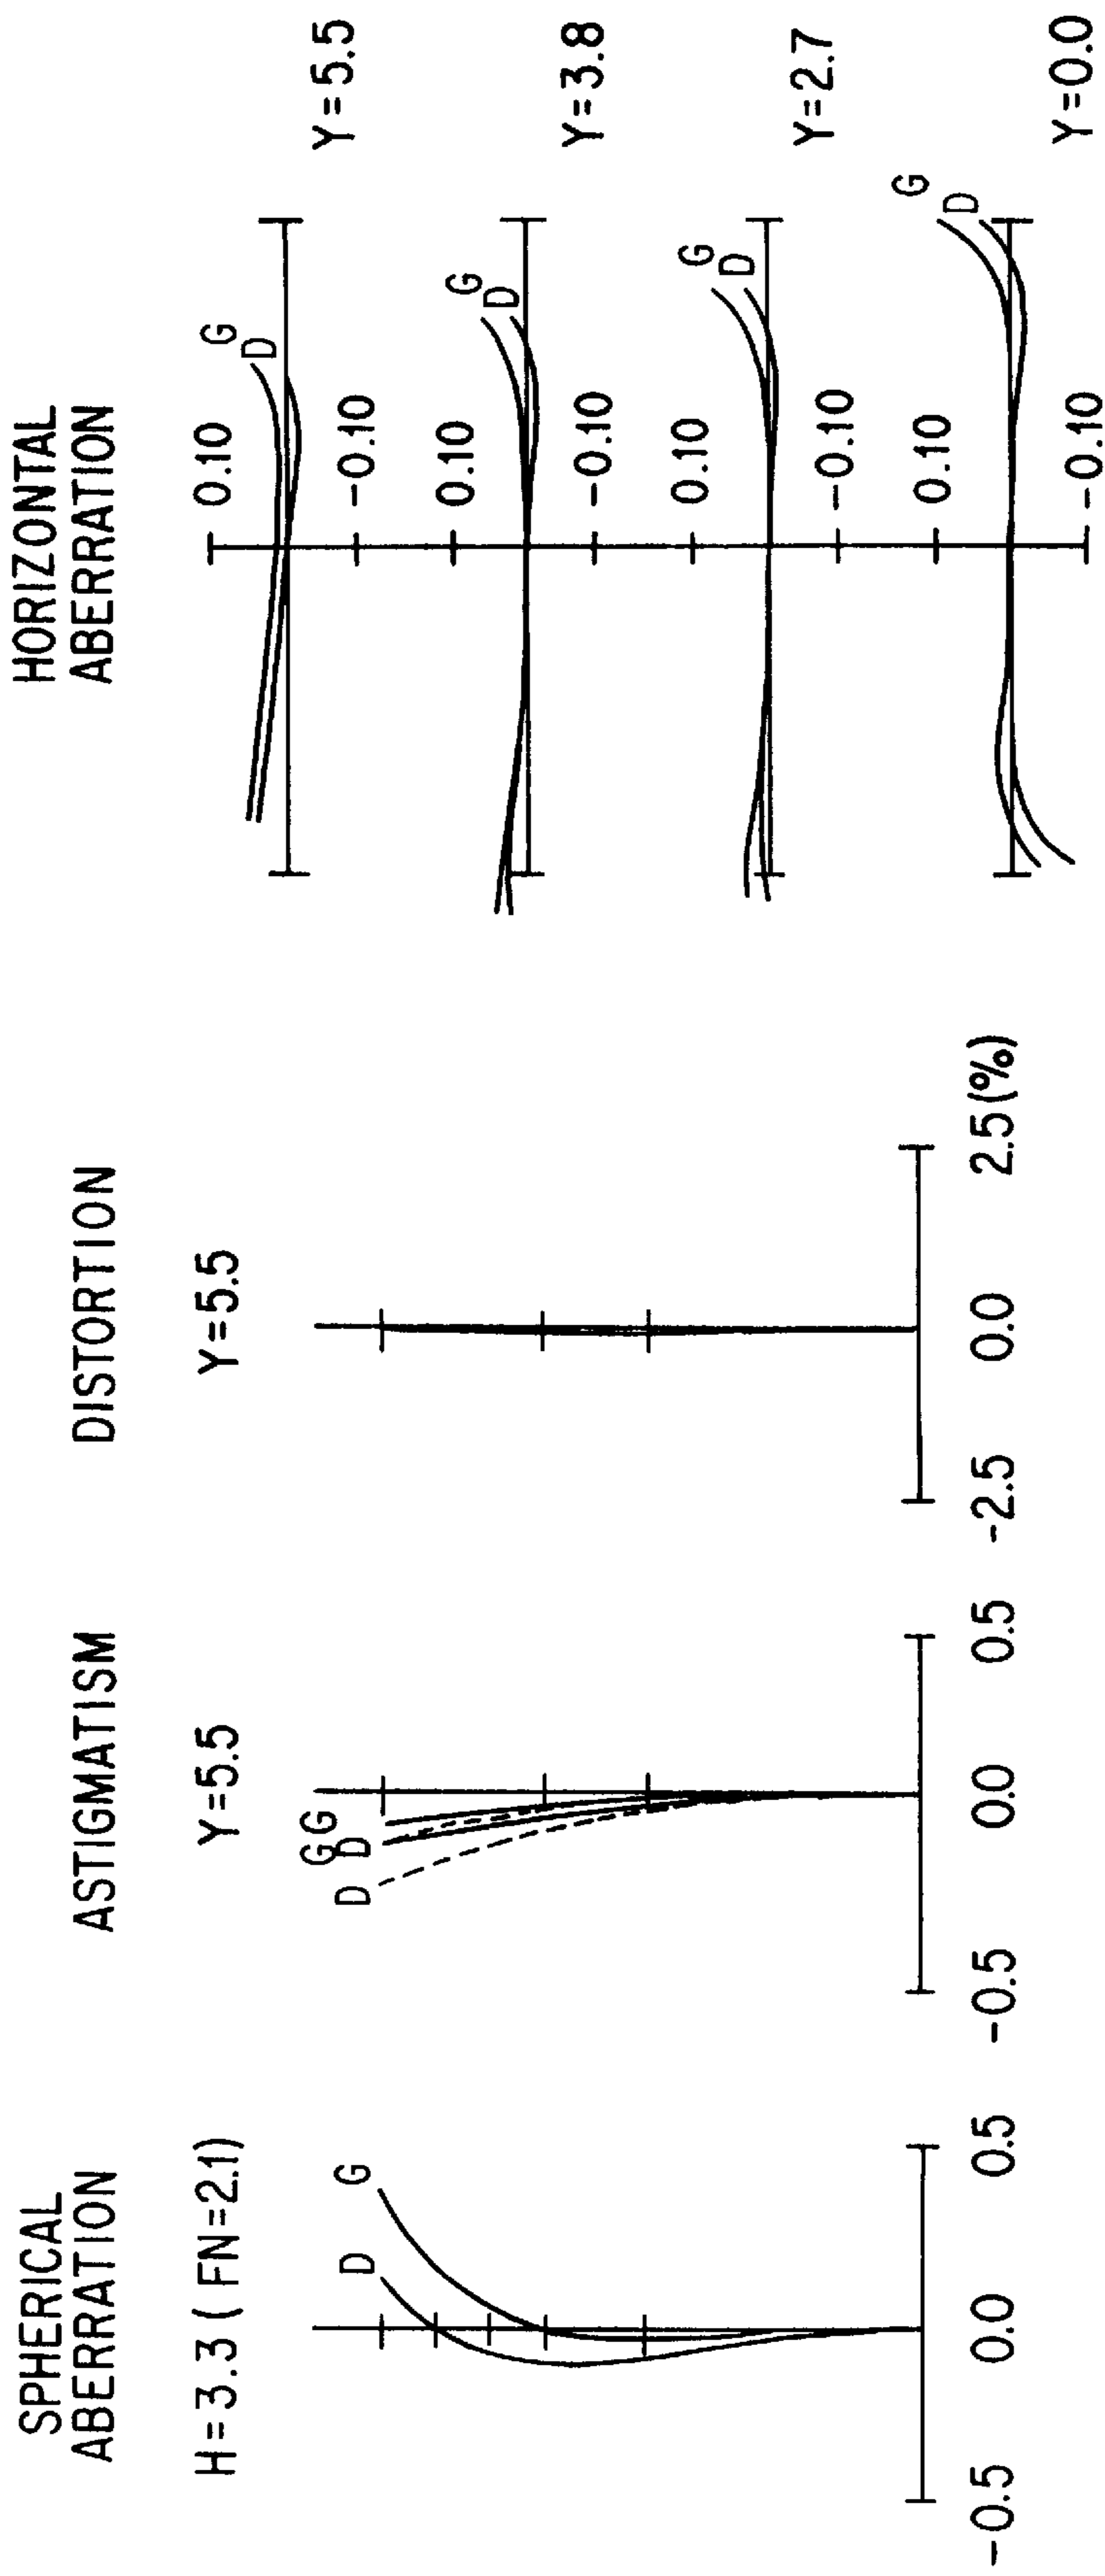 SPHERICAL
ABERRATION
H=3.3 ( FN=2.1)
D
G
-0.5
0.0
0.5
ASTIGMATISM
Y=5.5
D
G
D
G
-0.5
0.0
0.5
DISTORTION
Y=5.5
-2.5
0.0
2.5(%)
HORIZONTAL
ABERRATION
0.10
G
D
Y=5.5
-0.10
0.10
G
D
Y=3.8
-0.10
0.10
G
D
Y=2.7
-0.10
0.10
G
D
Y=0.0
-0.10